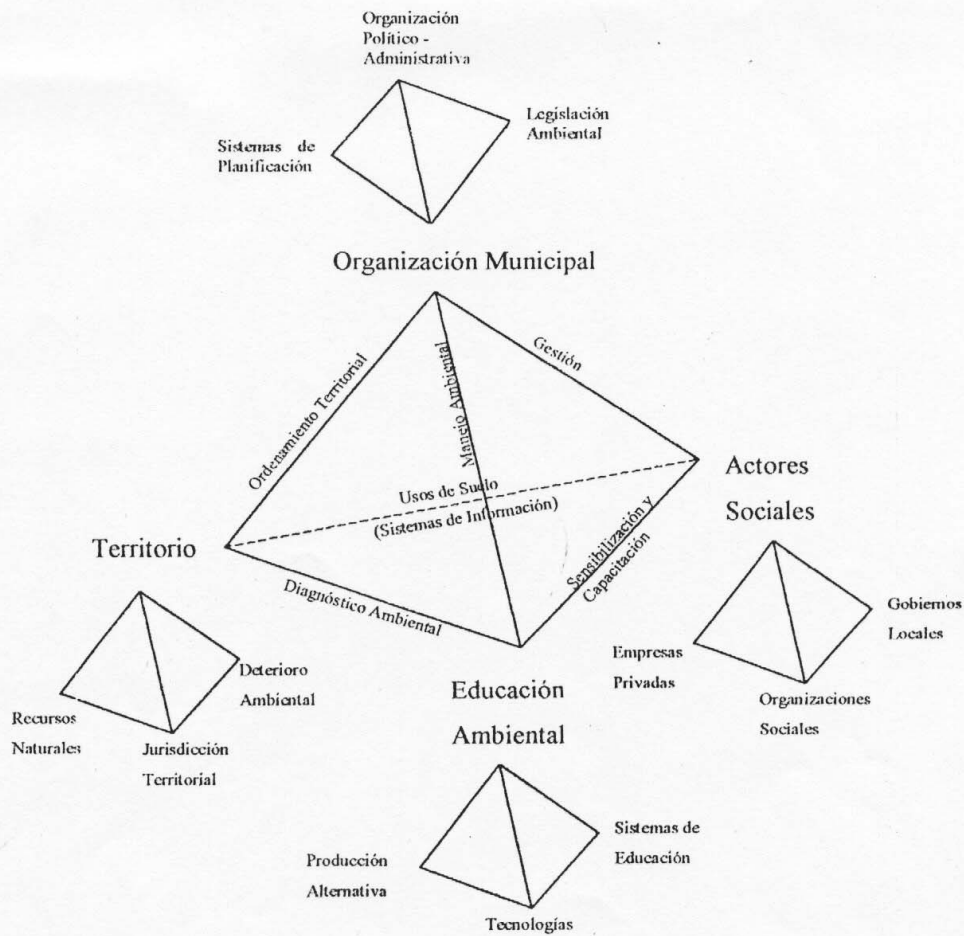 Organización
Político -
Administrativa
Legislación
Ambiental
Sistemas de
Planificación
Organización Municipal
Ordenamiento Territorial
Manejo Ambiental
Gestión
Usos de Suelo
(Sistemas de Información)
Actores
Sociales
Territorio
Diagnóstico Ambiental
Sensibilización y
Capacitación
Gobiernos
Locales
Empresas
Privadas
Organizaciones
Sociales
Deterioro
Ambiental
Recursos
Naturales
Jurisdicción
Territorial
Educación
Ambiental
Sistemas de
Educación
Producción
Alternativa
Tecnologías